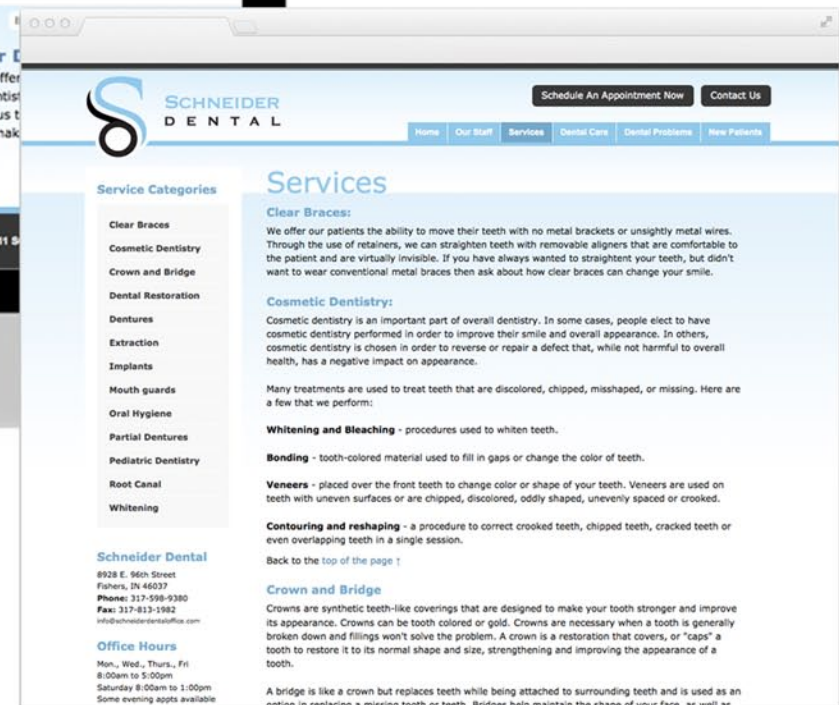 SCHNEIDER
DENTAL
Schedule An Appointment Now
Contact Us
Home
Our Staff
Services
Dental Care
Dental Problems
New Patients
Service Categories
Clear Braces
Cosmetic Dentistry
Crown and Bridge
Dental Restoration
Dentures
Extraction
Implants
Mouth guards
Oral Hygiene
Partial Dentures
Pediatric Dentistry
Root Canal
Whitening
Schneider Dental
8928 E. 96th Street
Fishers, IN 46037
Phone: 317-598-9380
Fax: 317-813-1982
info@schneiderdentaloffice.com
Office Hours
Mon., Wed., Thurs., Fri
8:00am to 5:00pm
Saturday 8:00am to 1:00pm
Some evening appts available
Services
Clear Braces:
We offer our patients the ability to move their teeth with no metal brackets or unsightly metal wires.
Through the use of retainers, we can straighten teeth with removable aligners that are comfortable to
the patient and are virtually invisible. If you have always wanted to straightent your teeth, but didn't
want to wear conventional metal braces then ask about how clear braces can change your smile.
Cosmetic Dentistry:
Cosmetic dentistry is an important part of overall dentistry. In some cases, people elect to have
cosmetic dentistry performed in order to improve their smile and overall appearance. In others,
cosmetic dentistry is chosen in order to reverse or repair a defect that, while not harmful to overall
health, has a negative impact on appearance.
Many treatments are used to treat teeth that are discolored, chipped, misshaped, or missing. Here are
a few that we perform:
Whitening and Bleaching - procedures used to whiten teeth.
Bonding - tooth-colored material used to fill in gaps or change the color of teeth.
Veneers - placed over the front teeth to change color or shape of your teeth. Veneers are used on
teeth with uneven surfaces or are chipped, discolored, oddly shaped, unevenly spaced or crooked.
Contouring and reshaping - a procedure to correct crooked teeth, chipped teeth, cracked teeth or
even overlapping teeth in a single session.
Back to the top of the page ↑
Crown and Bridge
Crowns are synthetic teeth-like coverings that are designed to make your tooth stronger and improve
its appearance. Crowns can be tooth colored or gold. Crowns are necessary when a tooth is generally
broken down and fillings won't solve the problem. A crown is a restoration that covers, or "caps" a
tooth to restore it to its normal shape and size, strengthening and improving the appearance of a
tooth.
A bridge is like a crown but replaces teeth while being attached to surrounding teeth and is used as an
option in replacing a missing tooth or teeth. Bridges help maintain the shape of your face, as well as